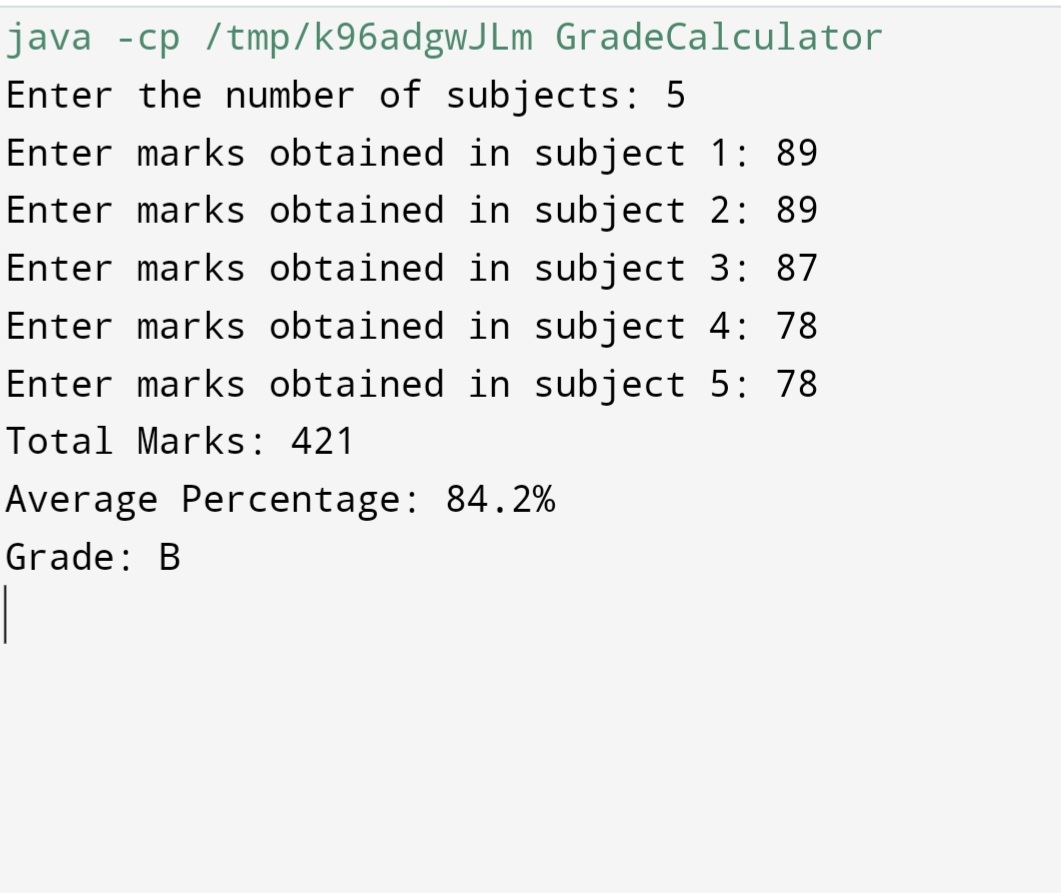 java -cp /tmp/k96adgwJLm GradeCalculator
Enter the number of subjects: 5
Enter marks obtained in subject 1: 89
Enter marks obtained in subject 2: 89
Enter marks obtained in subject 3: 87
Enter marks obtained in subject 4: 78
Enter marks obtained in subject 5: 78
Total Marks: 421
Average Percentage: 84.2%
Grade: B